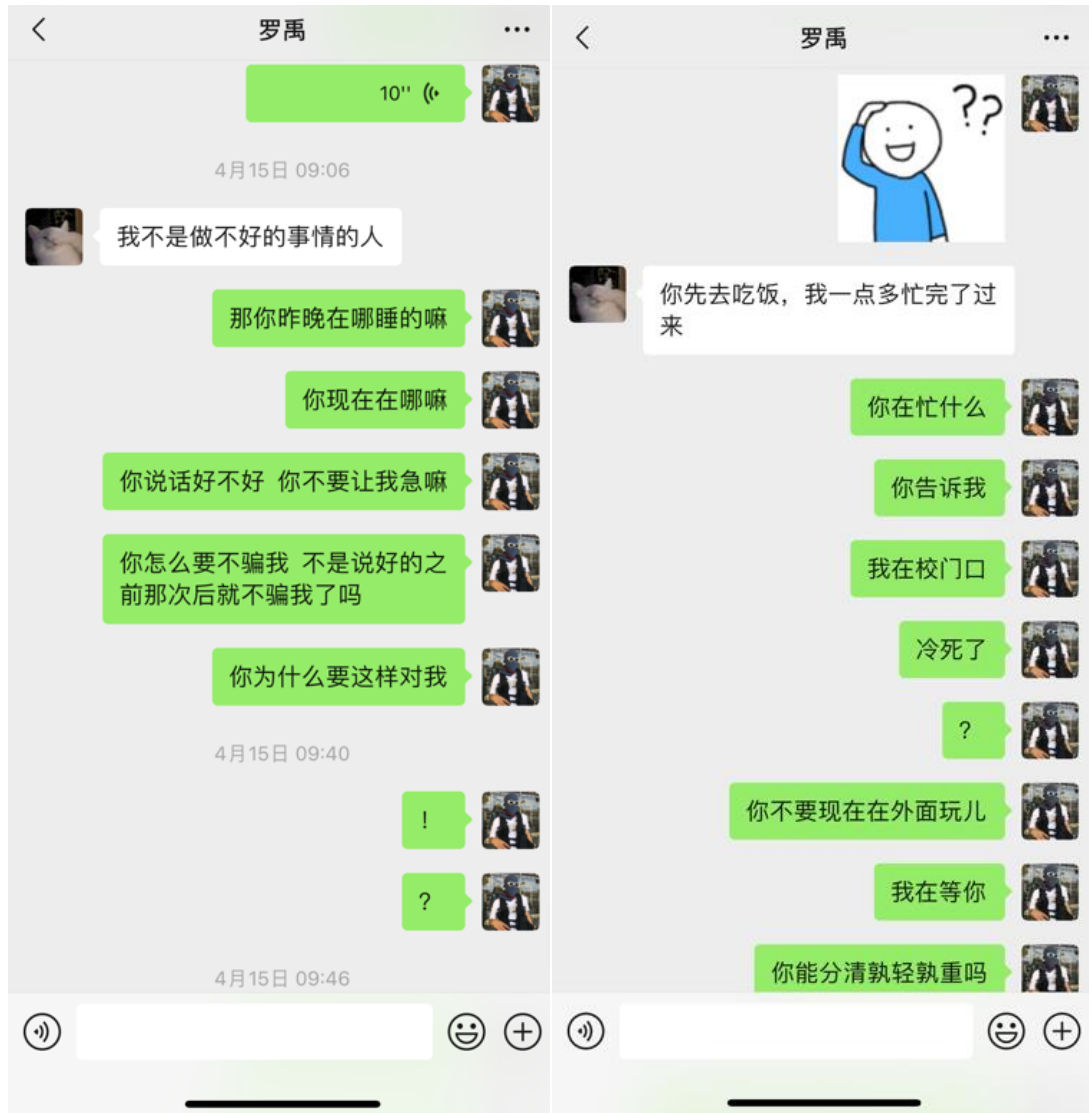 罗禹
10''
4月15日 09:06
我不是做不好的事情的人
那你昨晚在哪睡的嘛
你现在在哪嘛
你说话好不好 你不要让我急嘛
你怎么要不骗我 不是说好的之
前那次后就不骗我了吗
你为什么要这样对我
4月15日 09:40
！
？
4月15日 09:46
罗禹
??
你先去吃饭，我一点多忙完了过
来
你在忙什么
你告诉我
我在校门口
冷死了
？
你不要现在在外面玩儿
我在等你
你能分清孰轻孰重吗